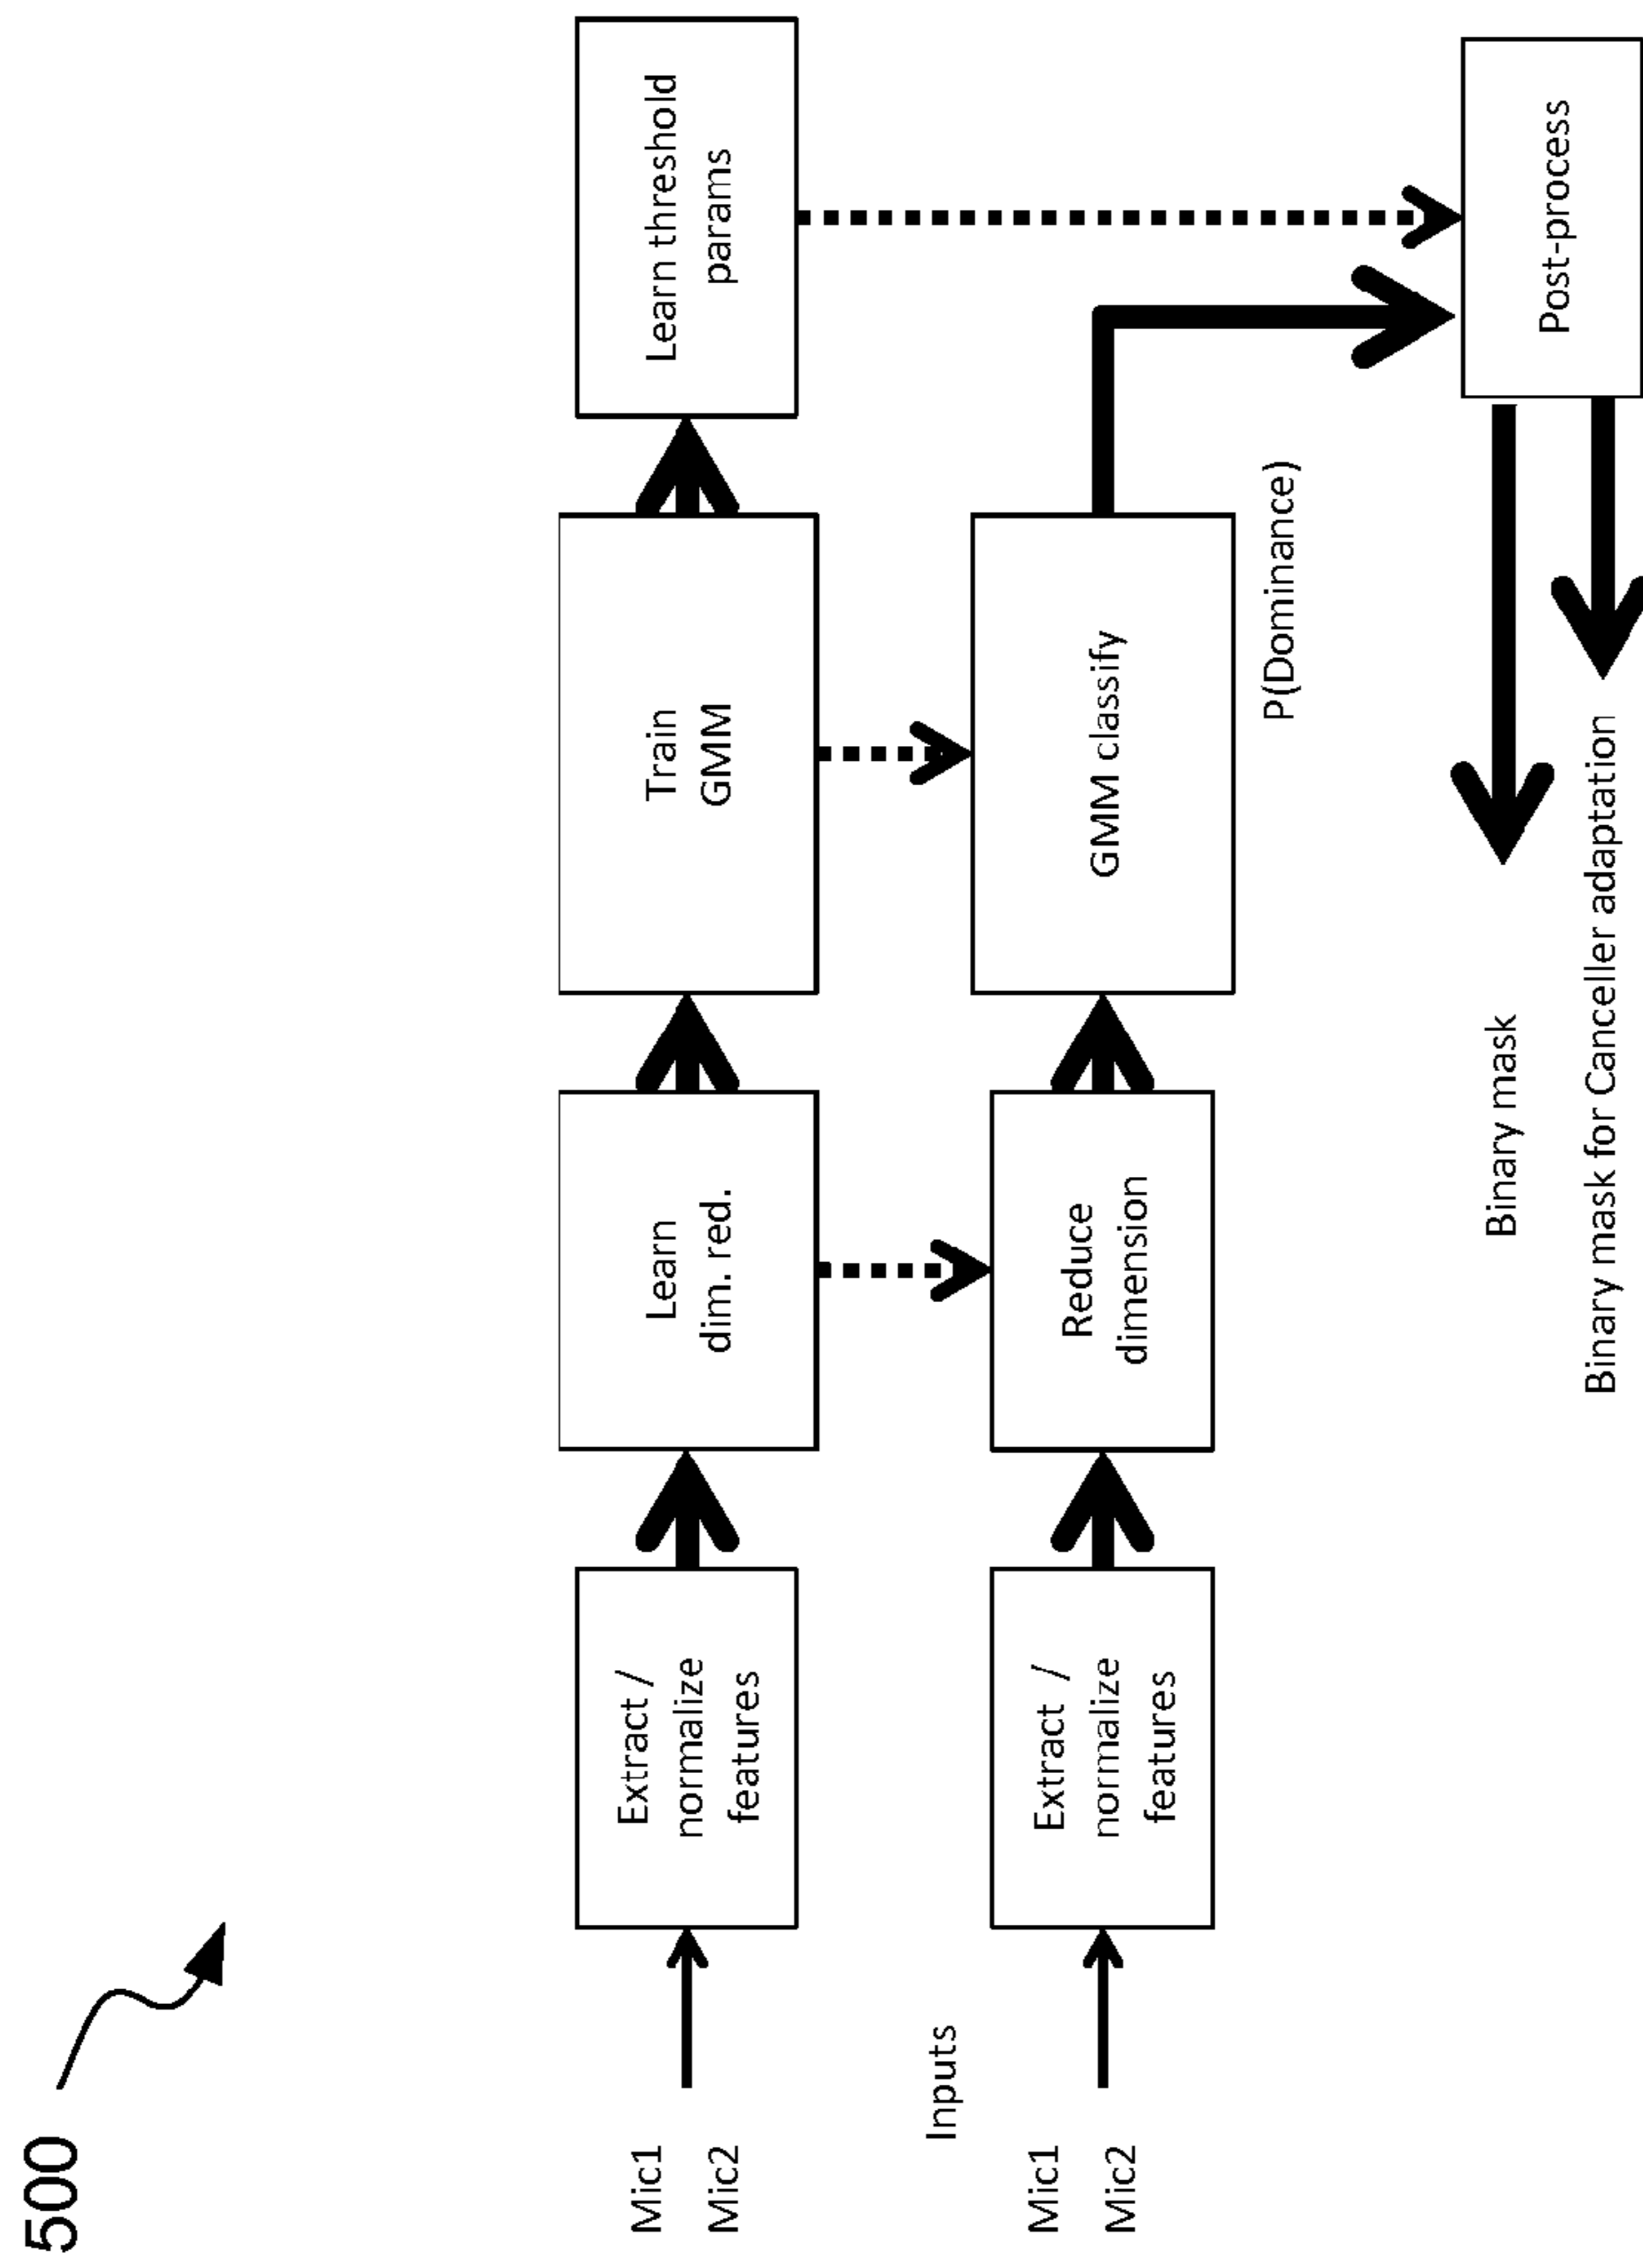 500
Mic1
Mic2
Extract /
normalize
features
Learn
dim. red.
Train
GMM
Learn threshold
params
Inputs
Mic1
Mic2
Extract /
normalize
features
Reduce
dimension
GMM classify
P(Dominance)
Post-process
Binary mask
Binary mask for Canceller adaptation